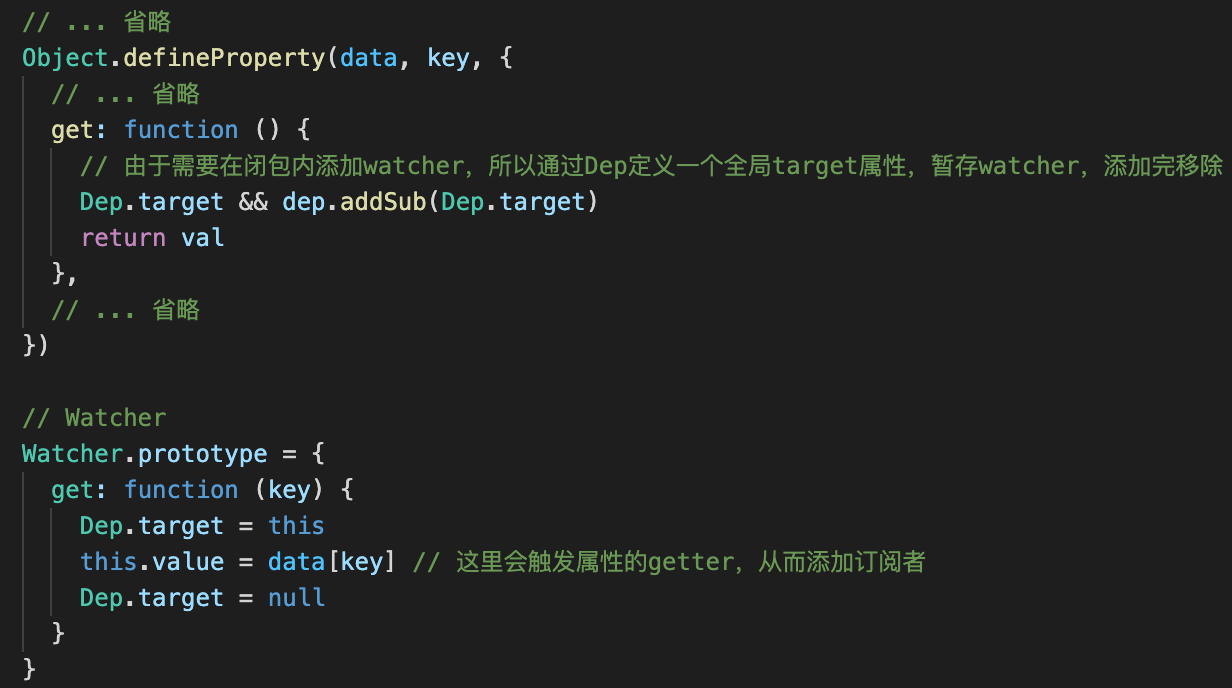 // ... 省略
Object.defineProperty(data, key, {
  // ... 省略
  get: function () {
    // 由于需要在闭包内添加watcher，所以通过Dep定义一个全局target属性，暂存watcher，添加完移除
    Dep.target && dep.addSub(Dep.target)
    return val
  },
  // ... 省略
})

// Watcher
Watcher.prototype = {
  get: function (key) {
    Dep.target = this
    this.value = data[key] // 这里会触发属性的getter，从而添加订阅者
    Dep.target = null
  }
}